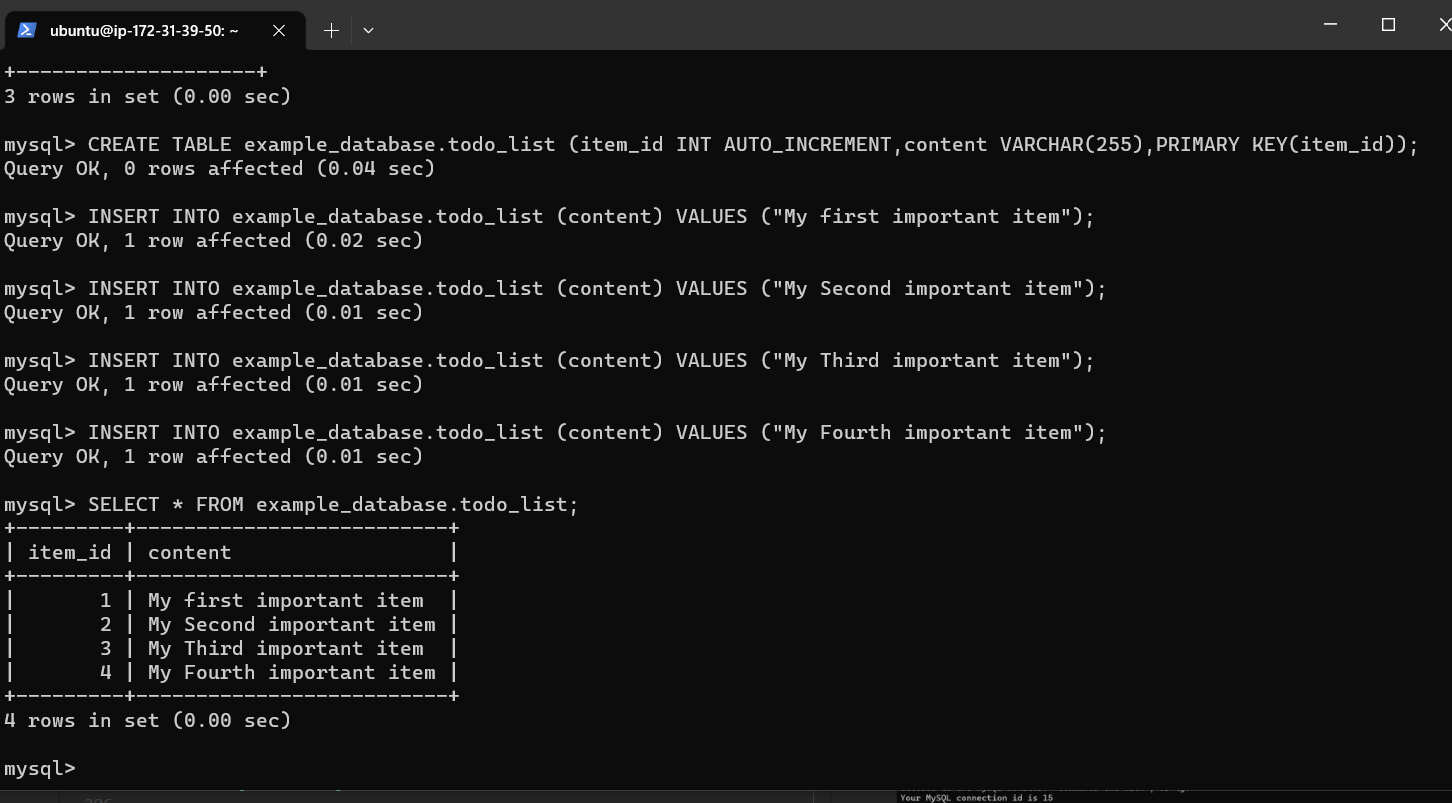 ubuntu@ip-172-31-39-50: ~
+--------------------+
3 rows in set (0.00 sec)
mysql> CREATE TABLE example_database.todo_list (item_id INT AUTO_INCREMENT,content VARCHAR(255),PRIMARY KEY(item_id));
Query OK, 0 rows affected (0.04 sec)
mysql> INSERT INTO example_database.todo_list (content) VALUES ("My first important item");
Query OK, 1 row affected (0.02 sec)
mysql> INSERT INTO example_database.todo_list (content) VALUES ("My Second important item");
Query OK, 1 row affected (0.01 sec)
mysql> INSERT INTO example_database.todo_list (content) VALUES ("My Third important item");
Query OK, 1 row affected (0.01 sec)
mysql> INSERT INTO example_database.todo_list (content) VALUES ("My Fourth important item");
Query OK, 1 row affected (0.01 sec)
mysql> SELECT * FROM example_database.todo_list;
+---------+--------------------------+
| item_id | content                  |
+---------+--------------------------+
|       1 | My first important item  |
|       2 | My Second important item |
|       3 | My Third important item  |
|       4 | My Fourth important item |
+---------+--------------------------+
4 rows in set (0.00 sec)
mysql>
Your MySQL connection id is 15